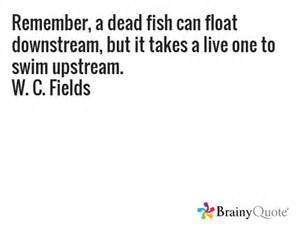 Remember, a dead fish can float
downstream, but it takes a live one to
swim upstream.
W. C. Fields
BrainyQuote®